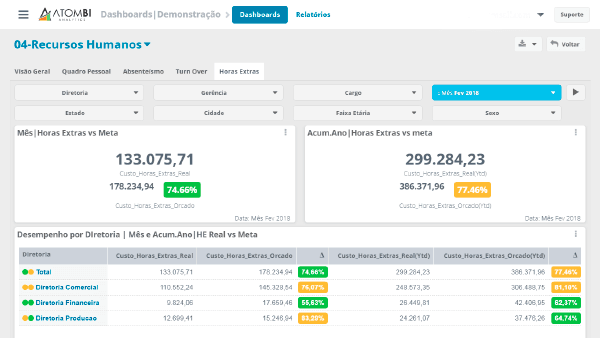 ATOMBI
ANALYTICS
Dashboards|Demonstração
Dashboards
Relatórios
Suporte
04-Recursos Humanos
Voltar
Visão Geral
Quadro Pessoal
Absenteísmo
Turn Over
Horas Extras
Diretoria
Gerência
Cargo
:: Mês Fev 2018
Estado
Cidade
Faixa Etária
Sexo
Mês|Horas Extras vs Meta
133.075,71
Custo_Horas_Extras_Real
178.234,94 74.66%
Custo_Horas_Extras_Orcado
Data: Mês Fev 2018
Acum.Ano|Horas Extras vs meta
299.284,23
Custo_Horas_Extras_Real(Ytd)
386.371,96 77.46%
Custo_Horas_Extras_Orcado(Ytd)
Data: Mês Fev 2018
Desempenho por Diretoria | Mês e Acum.Ano|HE Real vs Meta
Diretoria Custo_Horas_Extras_Real Custo_Horas_Extras_Orcado Δ Custo_Horas_Extras_Real(Ytd) Custo_Horas_Extras_Orcado(Ytd) Δ
Total 133.075,71 178.234,94 74,66% 299.284,23 386.371,96 77,46%
Diretoria Comercial 110.552,24 145.328,54 76,07% 248.573,35 306.488,75 81,10%
Diretoria Financeira 9.824,06 17.659,46 55,63% 26.449,81 42.406,95 62,37%
Diretoria Producao 12.699,41 15.246,94 83,29% 24.261,07 37.476,26 64,74%